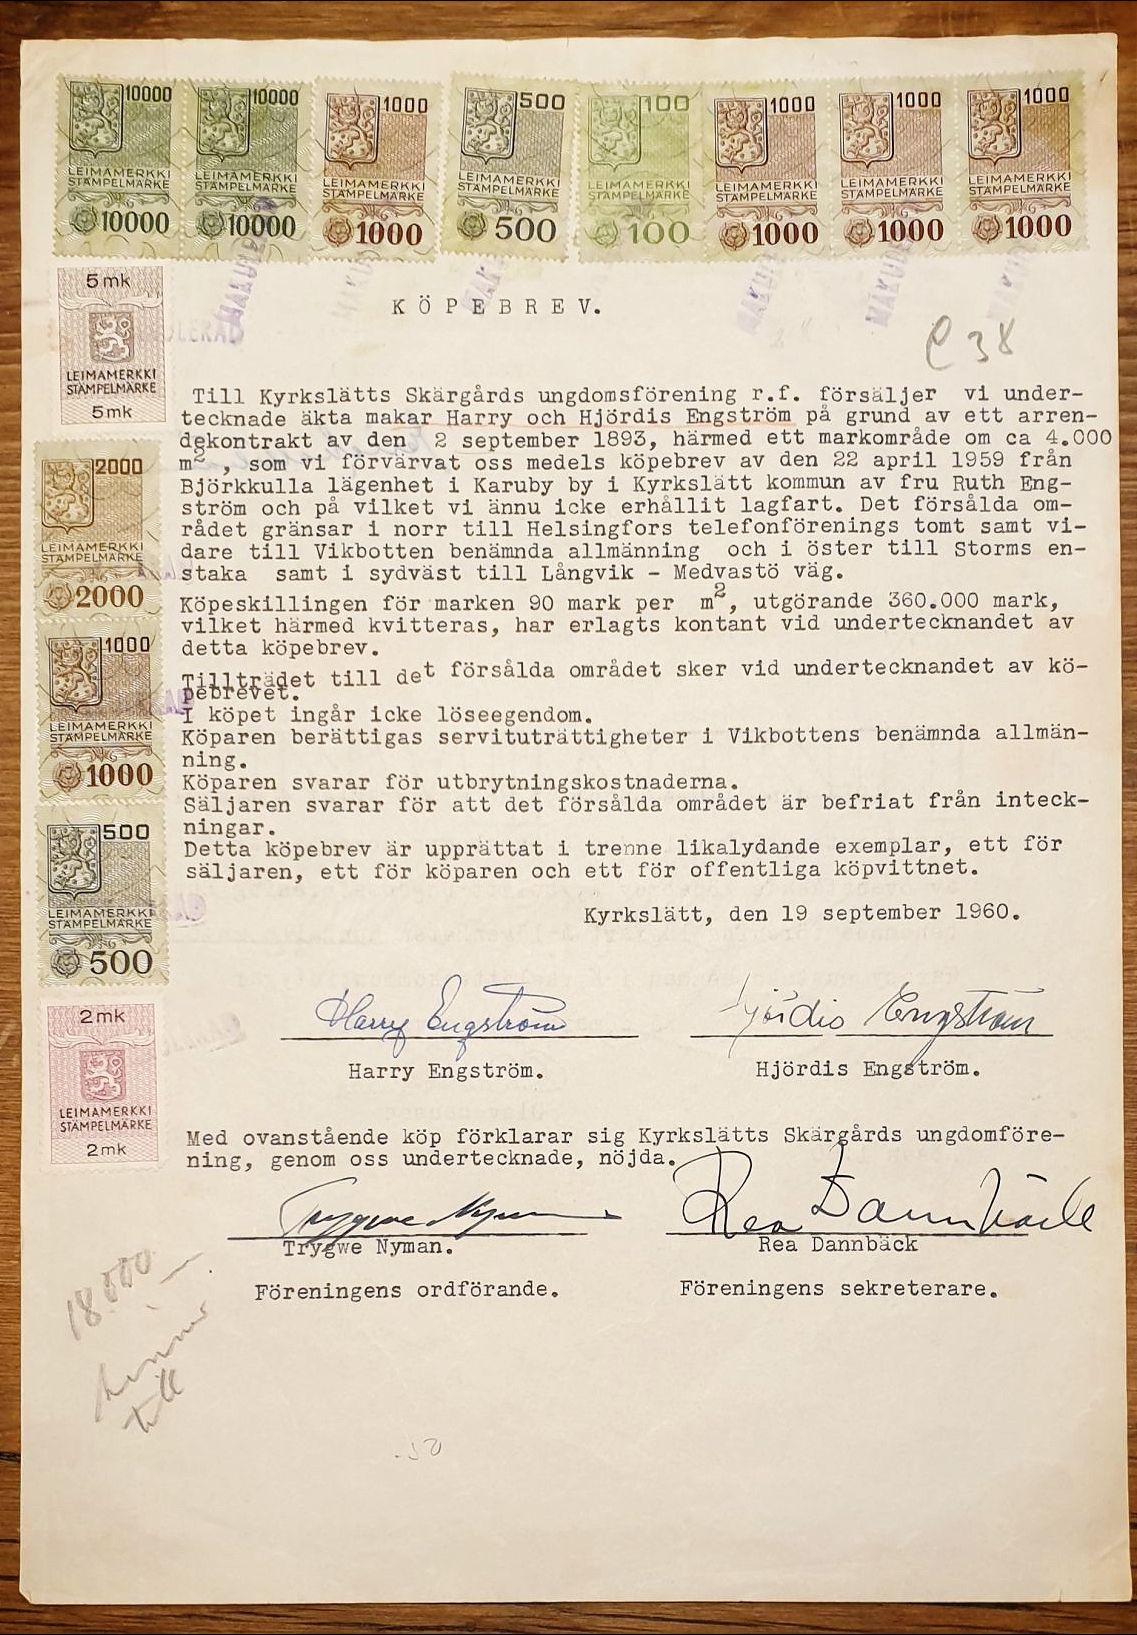 10000 10000 1000 500 100 1000 1000 1000
LEIMAMERKKI LEIMAMERKKI LEIMAMERKKI LEIMAMERKKI LEIMAMERKKI LEIMAMERKKI LEIMAMERKKI LEIMAMERKKI
STÄMPELMÄRKE STÄMPELMÄRKE STÄMPELMÄRKE STÄMPELMÄRKE STÄMPELMÄRKE STÄMPELMÄRKE STÄMPELMÄRKE STÄMPELMÄRKE
10000 10000 1000 500 100 1000 1000 1000
5 mk
LEIMAMERKKI
STÄMPELMÄRKE
5 mk
KÖPEBREV.
C 38
Till Kyrkslätts Skärgårds ungdomsförening r.f. försäljer vi under-
tecknade äkta makar Harry och Hjördis Engström på grund av ett arren-
dekontrakt av den 2 september 1893, härmed ett markområde om ca 4.000
m², som vi förvärvat oss medels köpebrev av den 22 april 1959 från
Björkkulla lägenhet i Karuby by i Kyrkslätt kommun av fru Ruth Eng-
ström och på vilket vi ännu icke erhållit lagfart. Det försålda om-
rådet gränsar i norr till Helsingfors telefonförenings tomt samt vi-
dare till Vikbotten benämnda allmänning och i öster till Storms en-
staka samt i sydväst till Långvik - Medvastö väg.
Köpeskillingen för marken 90 mark per m², utgörande 360.000 mark,
vilket härmed kvitteras, har erlagts kontant vid undertecknandet av
detta köpebrev.
Tillträdet till det försålda området sker vid undertecknandet av kö-
pebrevet.
I köpet ingår icke löseegendom.
Köparen berättigas servituträttigheter i Vikbottens benämnda allmän-
ning.
Köparen svarar för utbrytningskostnaderna.
Säljaren svarar för att det försålda området är befriat från inteck-
ningar.
Detta köpebrev är upprättat i trenne likalydande exemplar, ett för
säljaren, ett för köparen och ett för offentliga köpvittnet.
Kyrkslätt, den 19 september 1960.
2000
LEIMAMERKKI
STÄMPELMÄRKE
2000
1000
LEIMAMERKKI
STÄMPELMÄRKE
1000
500
LEIMAMERKKI
STÄMPELMÄRKE
500
2 mk
LEIMAMERKKI
STÄMPELMÄRKE
2 mk
Harry Engström Hjördis Engström
Harry Engström. Hjördis Engström.
Med ovanstående köp förklarar sig Kyrkslätts Skärgårds ungdomföre-
ning, genom oss undertecknade, nöjda.
Trygwe Nyman Rea Dannbäck
Trygwe Nyman. Rea Dannbäck
Föreningens ordförande. Föreningens sekreterare.
18.000
till